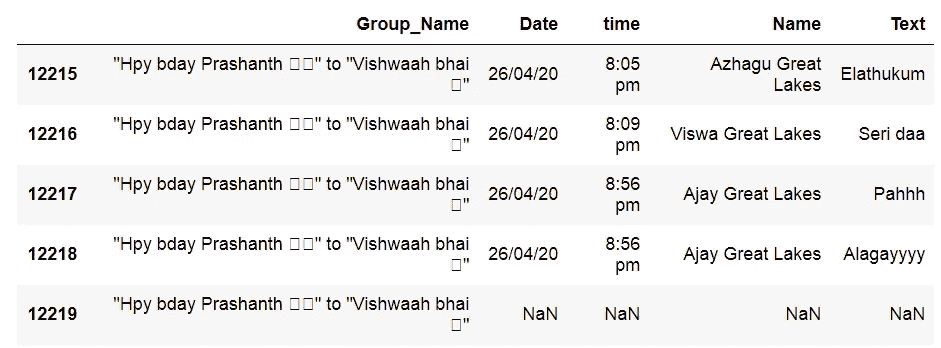 Group_Name Date time Name Text
12215 "Hpy bday Prashanth □□" to "Vishwaah bhai □" 26/04/20 8:05 pm Azhagu Great Lakes Elathukum
12216 "Hpy bday Prashanth □□" to "Vishwaah bhai □" 26/04/20 8:09 pm Viswa Great Lakes Seri daa
12217 "Hpy bday Prashanth □□" to "Vishwaah bhai □" 26/04/20 8:56 pm Ajay Great Lakes Pahhh
12218 "Hpy bday Prashanth □□" to "Vishwaah bhai □" 26/04/20 8:56 pm Ajay Great Lakes Alagayyyy
12219 "Hpy bday Prashanth □□" to "Vishwaah bhai □" NaN NaN NaN NaN